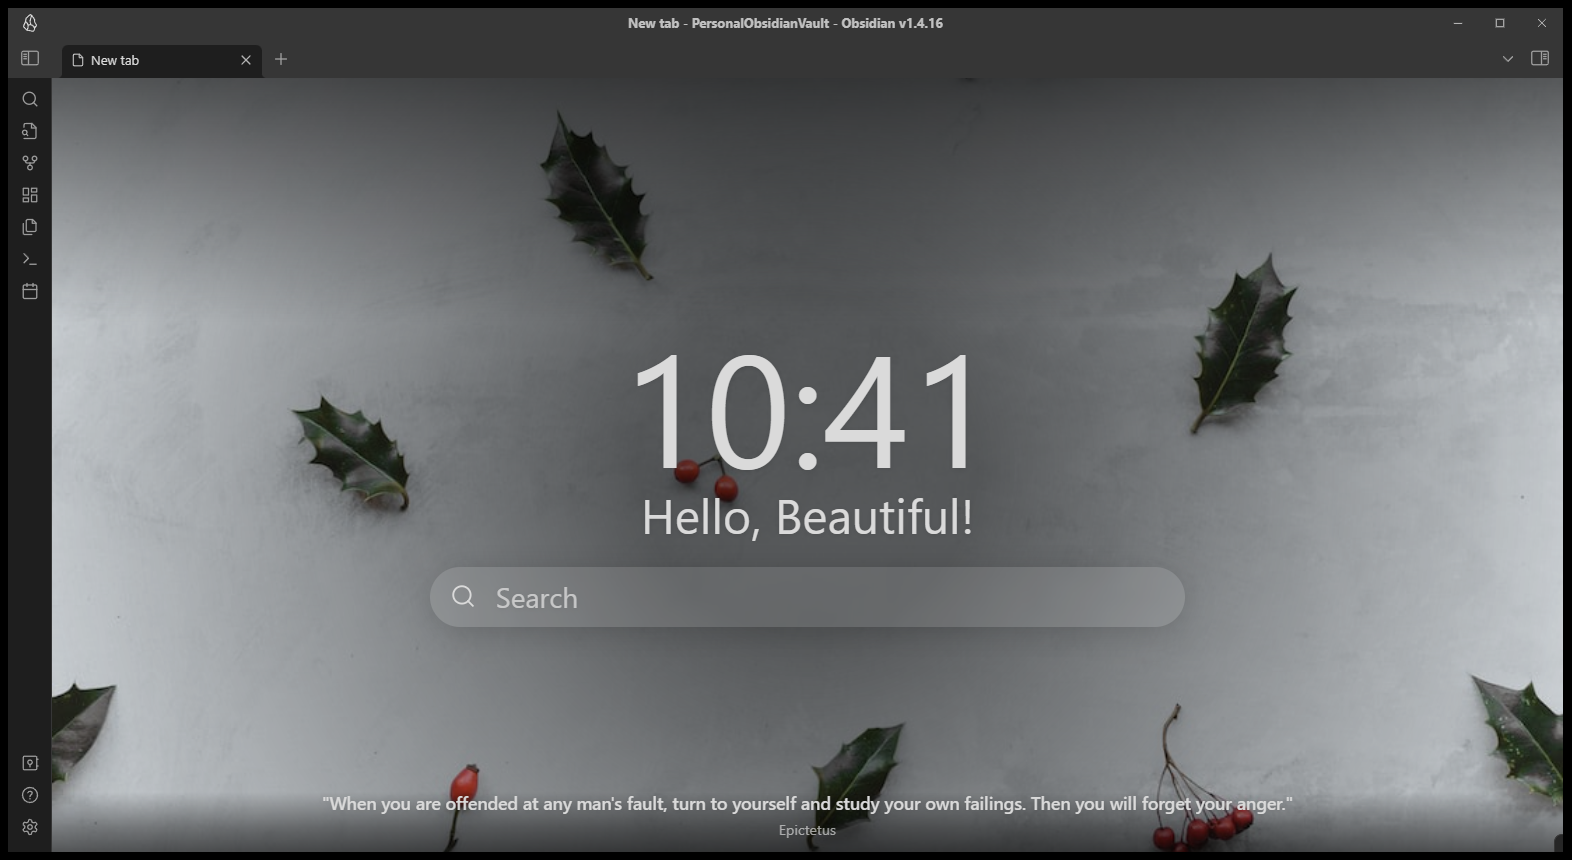 New tab - PersonalObsidianVault - Obsidian v1.4.16
New tab
10:41
Hello, Beautiful!
Search
"When you are offended at any man's fault, turn to yourself and study your own failings. Then you will forget your anger."
Epictetus